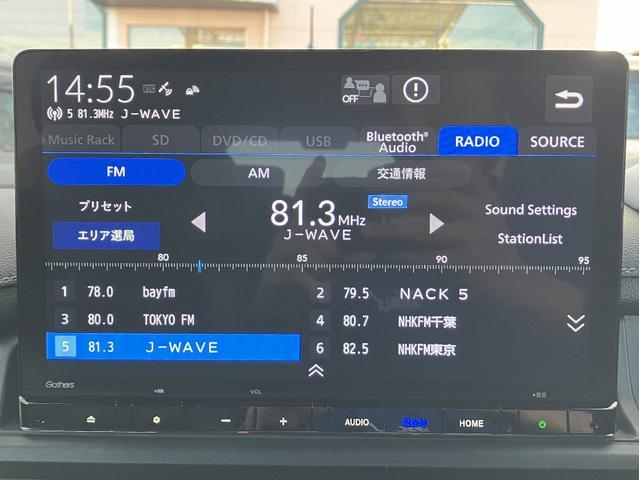 14:55
OFF
5 81.3MHz J-WAVE
Music Rack SD DVD/CD USB Bluetooth® Audio RADIO SOURCE
FM AM 交通情報
プリセット
エリア選局
81.3MHz Stereo
J-WAVE
Sound Settings
StationList
80 85 90 95
1 78.0 bayfm 2 79.5 NACK 5
3 80.0 TOKYO FM 4 80.7 NHKFM千葉
5 81.3 J-WAVE 6 82.5 NHKFM東京
Gathers VOL
− + AUDIO 現在地 HOME